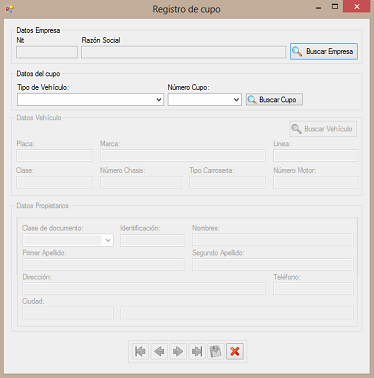 Registro de cupo
Datos Empresa
Nit Razón Social
Buscar Empresa
Datos del cupo
Tipo de Vehículo: Número Cupo:
Buscar Cupo
Datos Vehículo
Buscar Vehículo
Placa: Marca: Linea:
Clase: Número Chasis: Tipo Carroseria: Número Motor:
Datos Propietarios
Clase de documento: Identificación: Nombres:
Primer Apellido: Segundo Apellido:
Dirección: Teléfono:
Ciudad: